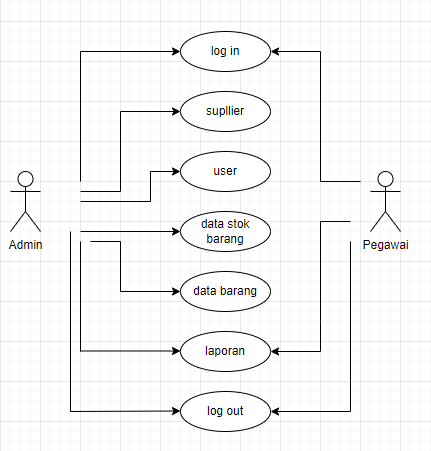 log in
supllier
user
Admin
Pegawai
data stok
barang
data barang
laporan
log out